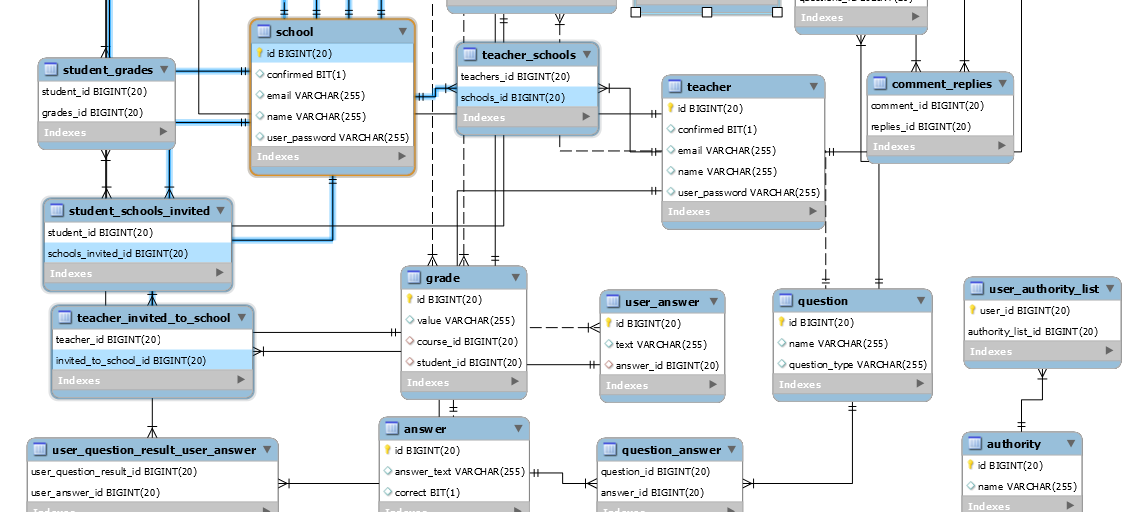 questions_id BIGINT(20)
Indexes
Indexes
school
id BIGINT(20)
confirmed BIT(1)
email VARCHAR(255)
name VARCHAR(255)
user_password VARCHAR(255)
Indexes
student_grades
student_id BIGINT(20)
grades_id BIGINT(20)
Indexes
teacher_schools
teachers_id BIGINT(20)
schools_id BIGINT(20)
Indexes
teacher
id BIGINT(20)
confirmed BIT(1)
email VARCHAR(255)
name VARCHAR(255)
user_password VARCHAR(255)
Indexes
comment_replies
comment_id BIGINT(20)
replies_id BIGINT(20)
Indexes
student_schools_invited
student_id BIGINT(20)
schools_invited_id BIGINT(20)
Indexes
teacher_invited_to_school
teacher_id BIGINT(20)
invited_to_school_id BIGINT(20)
Indexes
grade
id BIGINT(20)
value VARCHAR(255)
course_id BIGINT(20)
student_id BIGINT(20)
Indexes
user_answer
id BIGINT(20)
text VARCHAR(255)
answer_id BIGINT(20)
Indexes
question
id BIGINT(20)
name VARCHAR(255)
question_type VARCHAR(255)
Indexes
user_authority_list
user_id BIGINT(20)
authority_list_id BIGINT(20)
Indexes
user_question_result_user_answer
user_question_result_id BIGINT(20)
user_answer_id BIGINT(20)
Indexes
answer
id BIGINT(20)
answer_text VARCHAR(255)
correct BIT(1)
Indexes
question_answer
question_id BIGINT(20)
answer_id BIGINT(20)
Indexes
authority
id BIGINT(20)
name VARCHAR(255)
Indexes